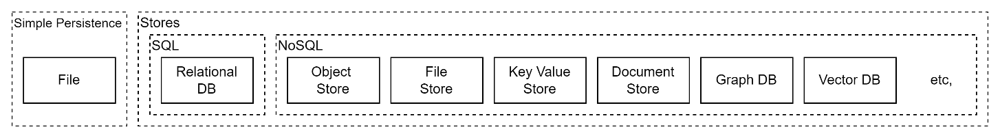 Simple Persistence
File
Stores
SQL
Relational
DB
NoSQL
Object
Store
File
Store
Key Value
Store
Document
Store
Graph DB
Vector DB
etc,